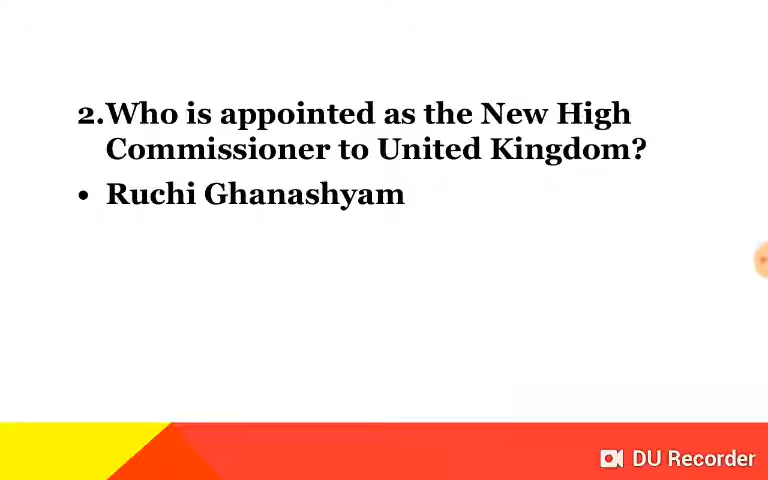 2.Who is appointed as the New High
Commissioner to United Kingdom?
• Ruchi Ghanashyam
DU Recorder